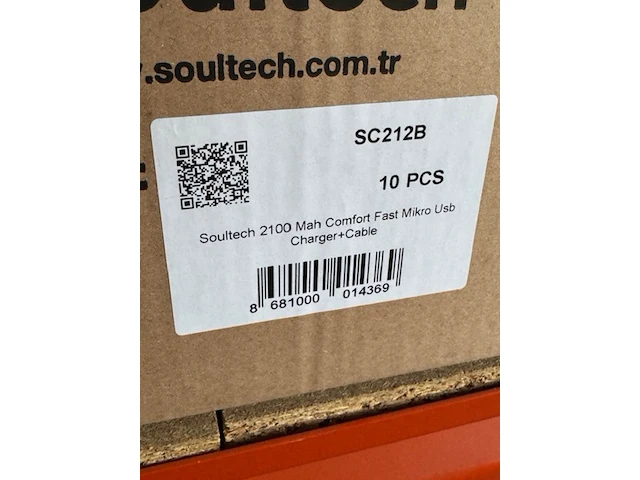 soultech
www.soultech.com.tr
SC212B
10 PCS
Soultech 2100 Mah Comfort Fast Mikro Usb
Charger+Cable
8 681000 014369